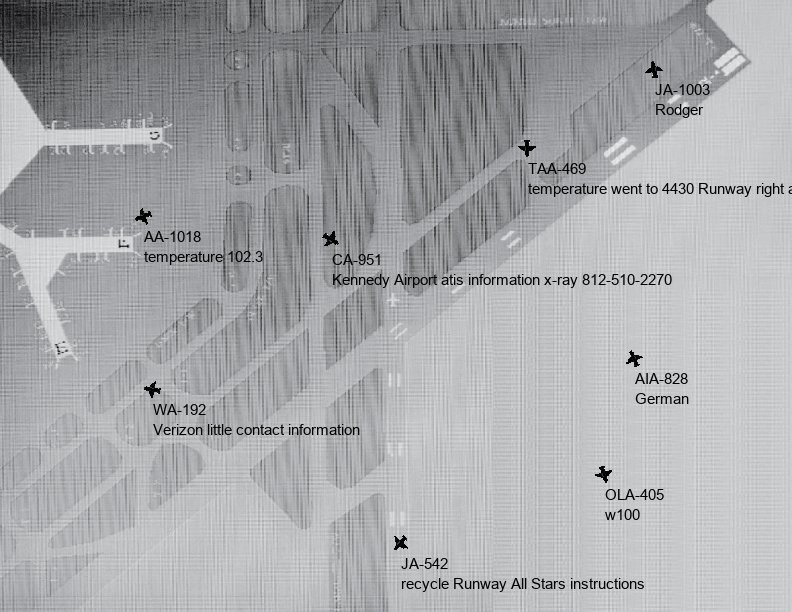 JA-1003
Rodger
TAA-469
temperature went to 4430 Runway right a
AA-1018
temperature 102.3
CA-951
Kennedy Airport atis information x-ray 812-510-2270
AIA-828
German
WA-192
Verizon little contact information
OLA-405
w100
JA-542
recycle Runway All Stars instructions